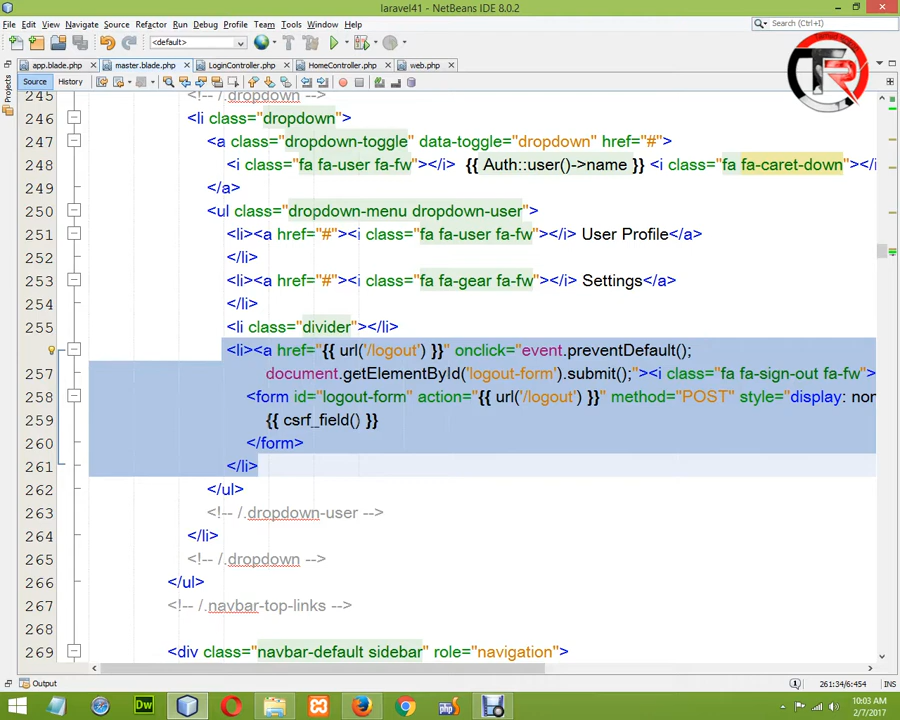 laravel41 - NetBeans IDE 8.0.2
File Edit View Navigate Source Refactor Run Debug Profile Team Tools Window Help
Search (Ctrl+I)
<default>
app.blade.php master.blade.php LoginController.php HomeController.php web.php
Source History
Projects
TR
245 <!-- /.dropdown -->
246 <li class="dropdown">
247 <a class="dropdown-toggle" data-toggle="dropdown" href="#">
248 <i class="fa fa-user fa-fw"></i> {{ Auth::user()->name }} <i class="fa fa-caret-down"></i
249 </a>
250 <ul class="dropdown-menu dropdown-user">
251 <li><a href="#"><i class="fa fa-user fa-fw"></i> User Profile</a>
252 </li>
253 <li><a href="#"><i class="fa fa-gear fa-fw"></i> Settings</a>
254 </li>
255 <li class="divider"></li>
<li><a href="{{ url('/logout') }}" onclick="event.preventDefault();
257 document.getElementById('logout-form').submit();"><i class="fa fa-sign-out fa-fw">
258 <form id="logout-form" action="{{ url('/logout') }}" method="POST" style="display: non
259 {{ csrf_field() }}
260 </form>
261 </li>
262 </ul>
263 <!-- /.dropdown-user -->
264 </li>
265 <!-- /.dropdown -->
266 </ul>
267 <!-- /.navbar-top-links -->
268
269 <div class="navbar-default sidebar" role="navigation">
Output
261:34/6:454 INS
Dw
php
10:03 AM
2/7/2017